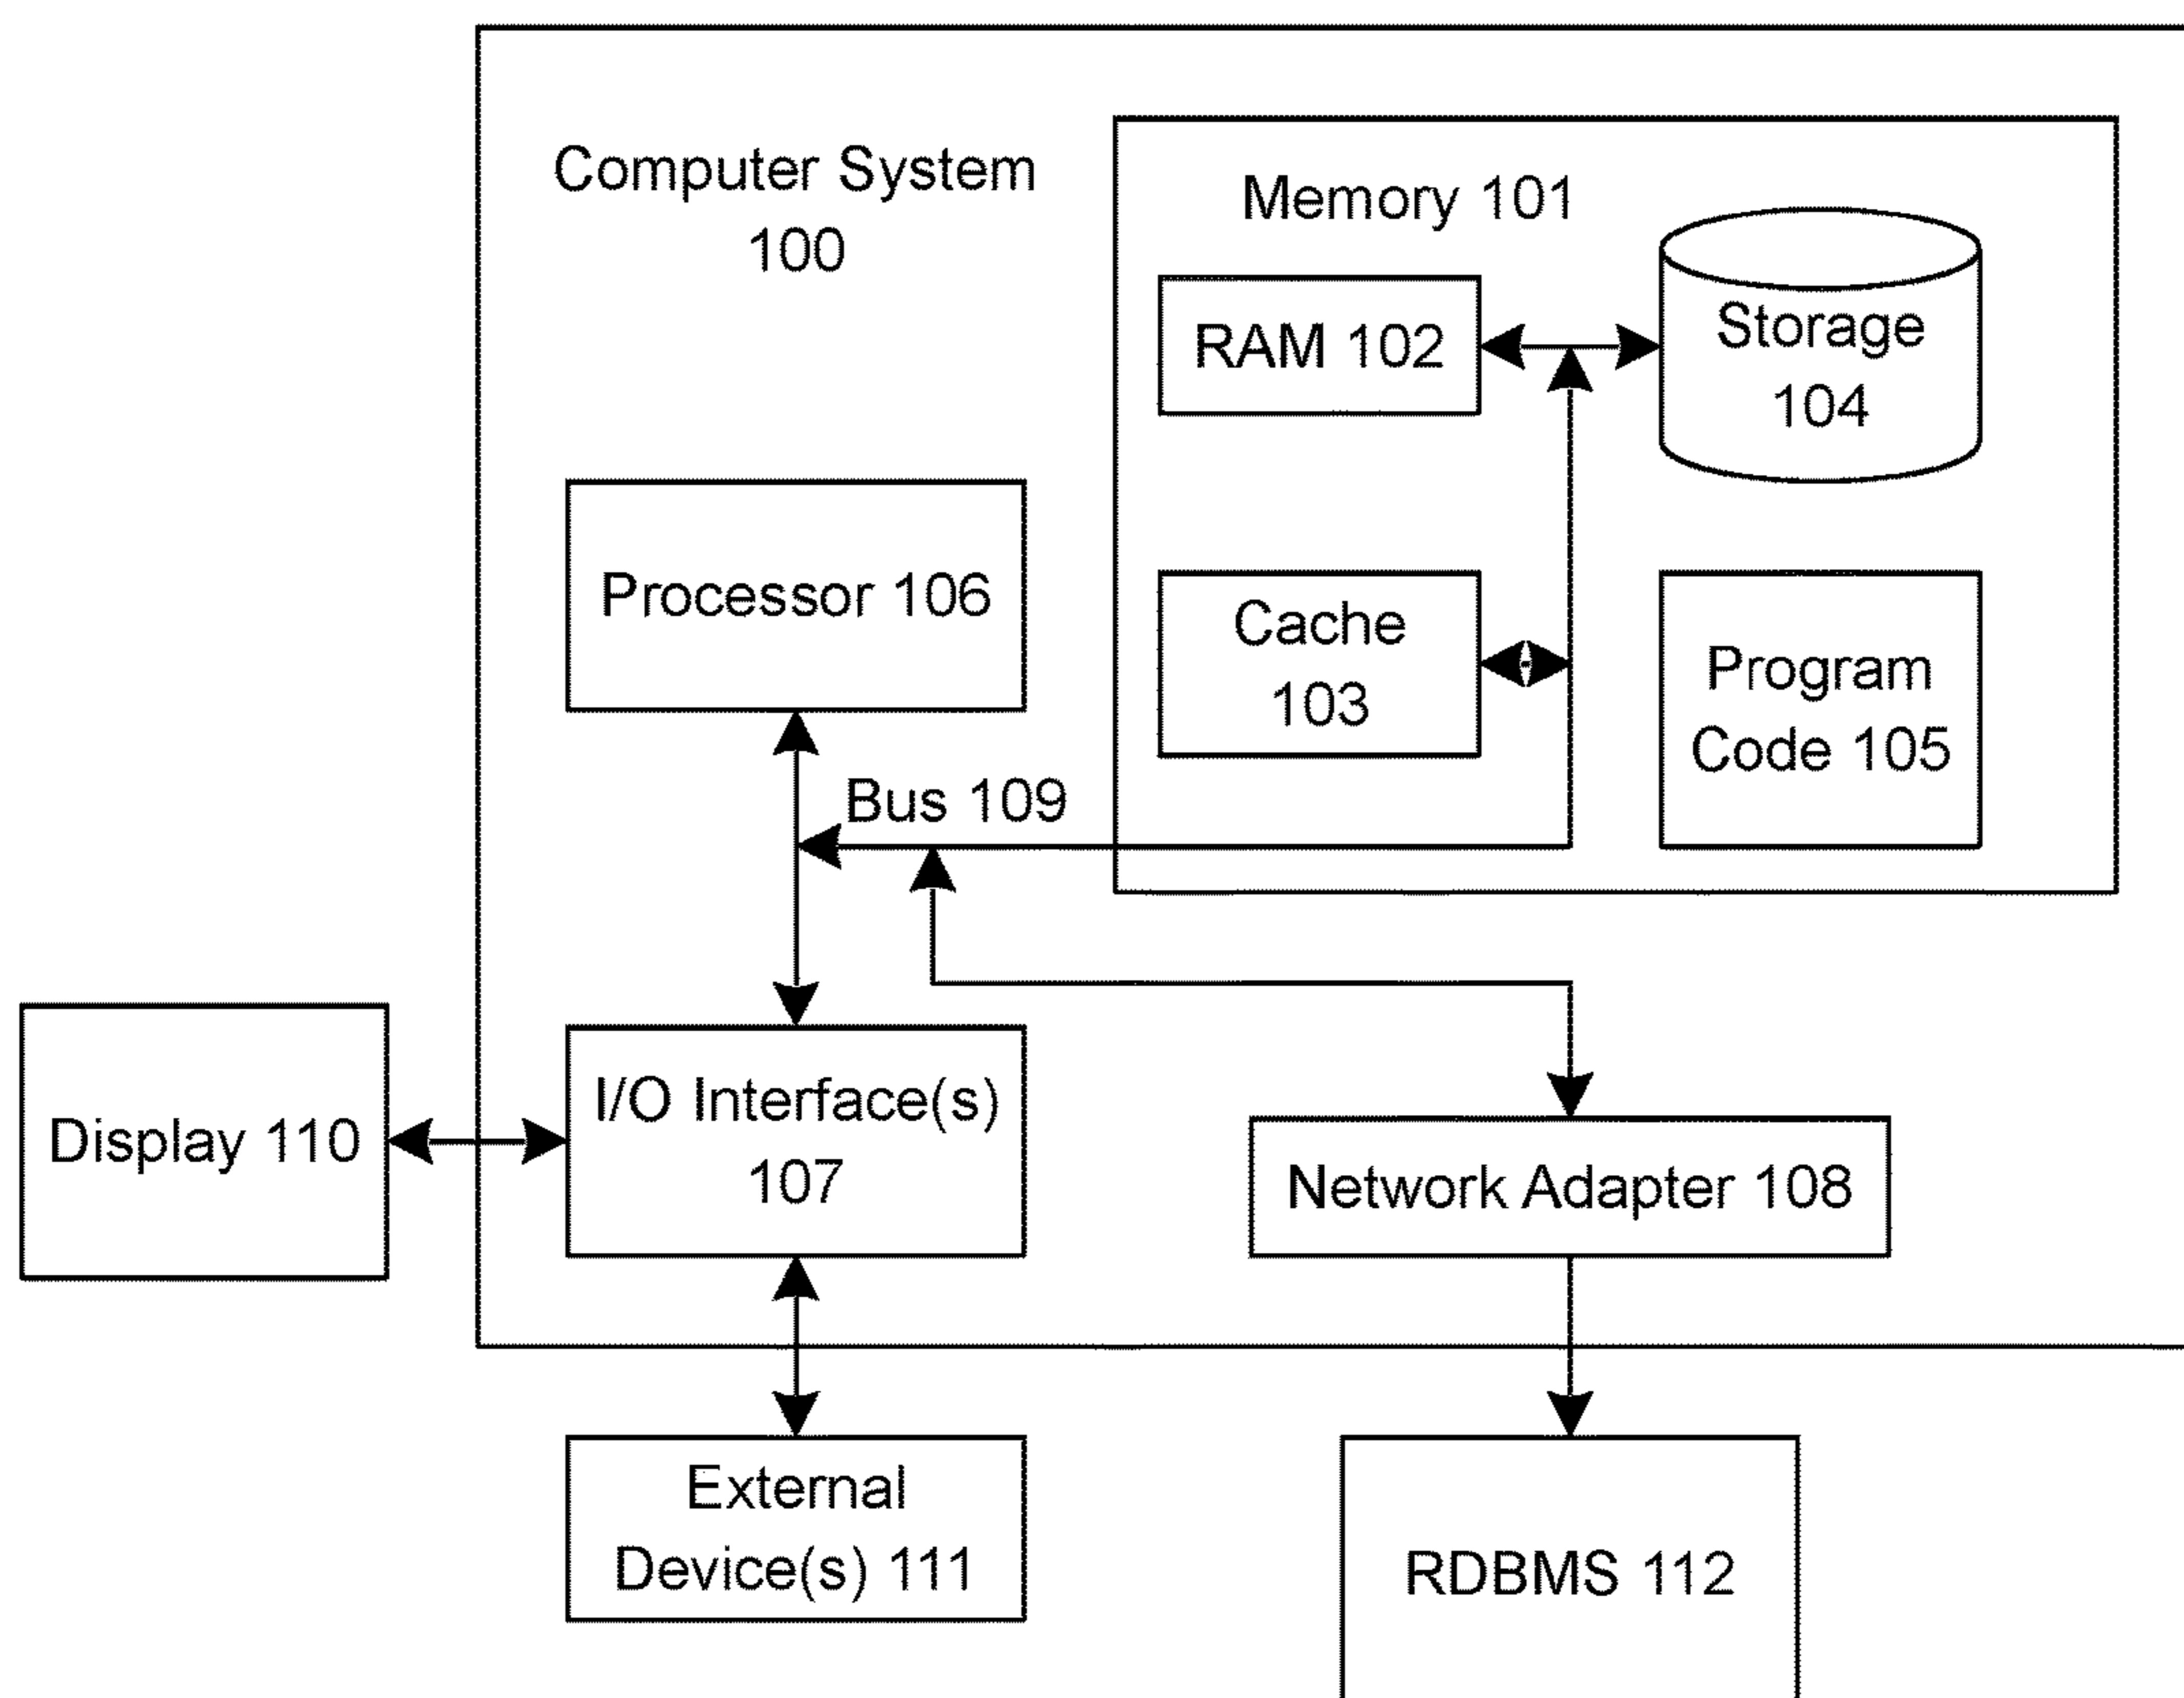 Computer System
100
Memory 101
RAM 102
Storage
104
Processor 106
Cache
103
Program
Code 105
Bus 109
Display 110
I/O Interface(s)
107
Network Adapter 108
External
Device(s) 111
RDBMS 112